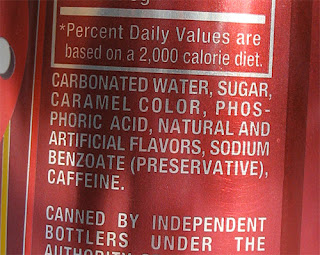 *Percent Daily Values are
based on a 2,000 calorie diet.
CARBONATED WATER, SUGAR,
CARAMEL COLOR, PHOS-
PHORIC ACID, NATURAL AND
ARTIFICIAL FLAVORS, SODIUM
BENZOATE (PRESERVATIVE),
CAFFEINE.
CANNED BY INDEPENDENT
BOTTLERS UNDER THE
AUTHORITY